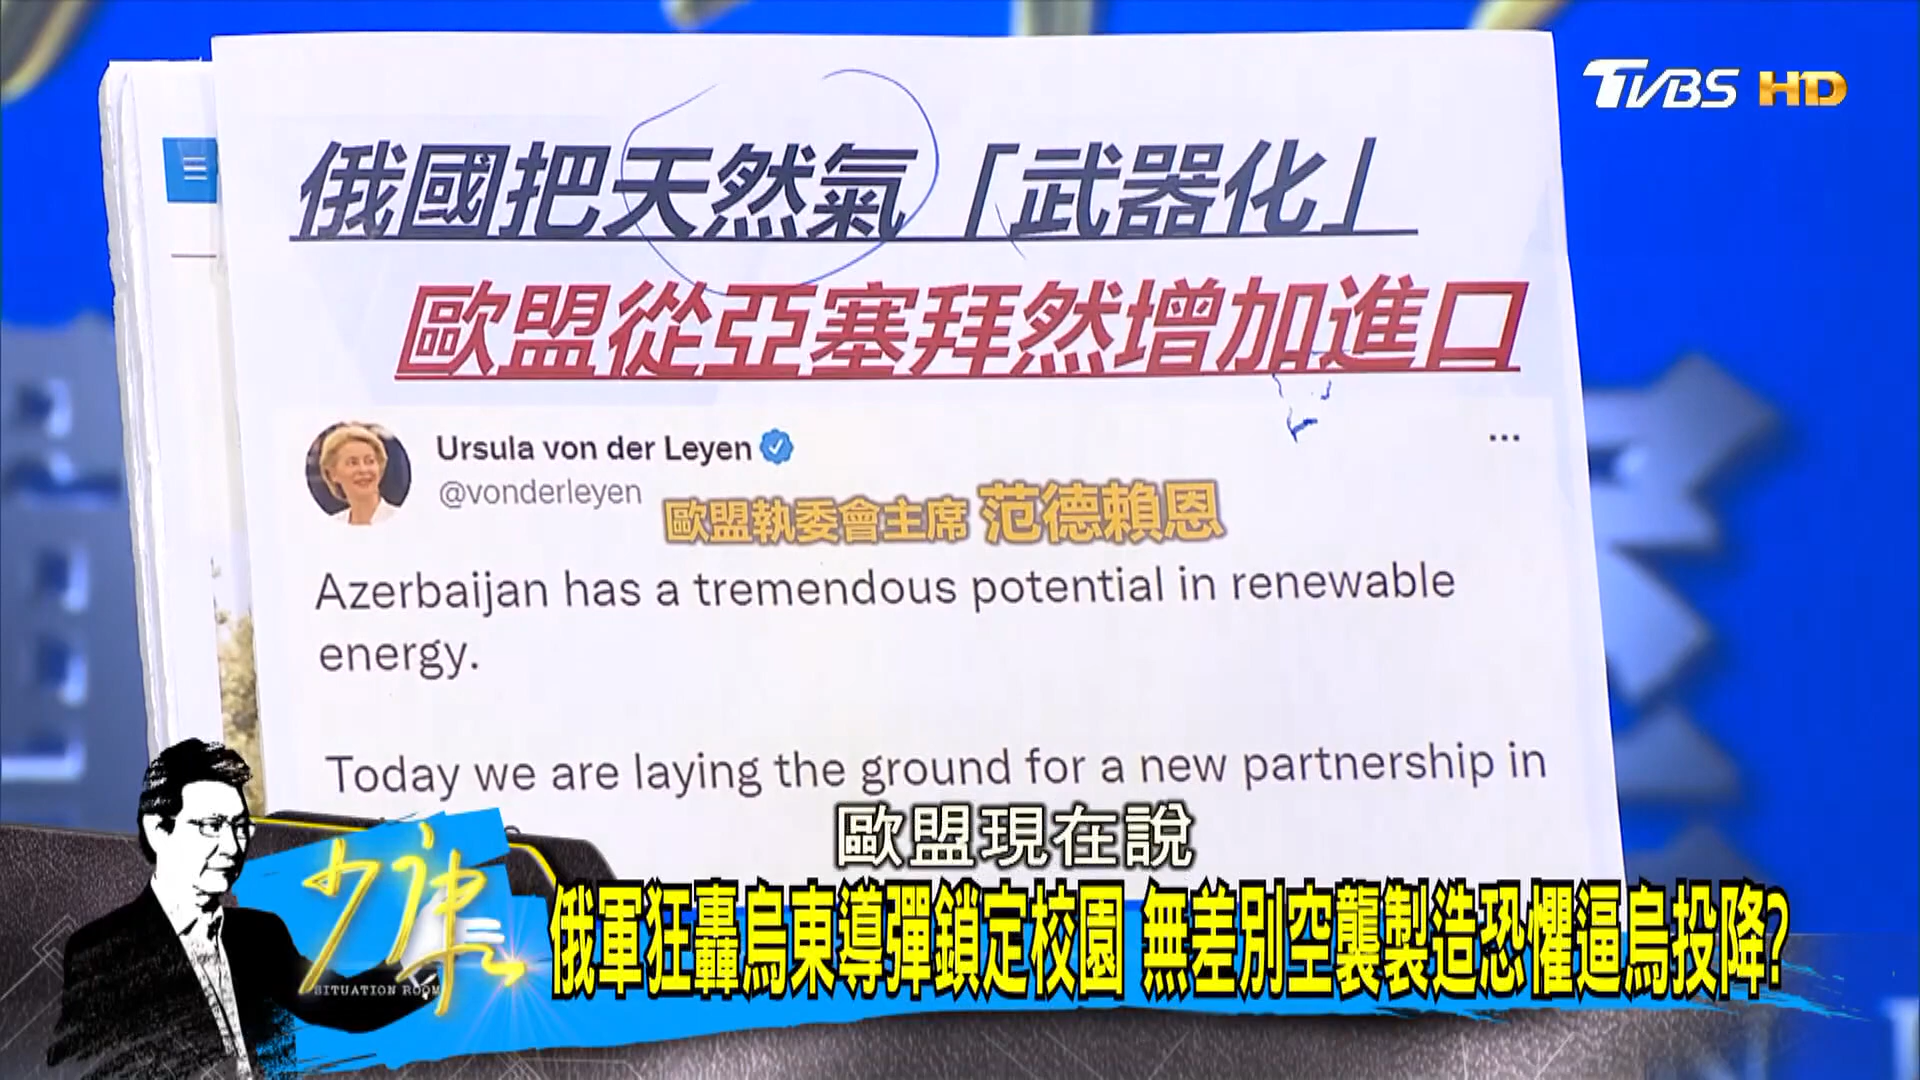 TVBS HD
俄國把天然氣「武器化」
歐盟從亞塞拜然增加進口
Ursula von der Leyen
@vonderleyen
歐盟執委會主席 范德賴恩
Azerbaijan has a tremendous potential in renewable
energy.
Today we are laying the ground for a new partnership in
歐盟現在說
少康
SITUATION ROOM
俄軍狂轟烏東導彈鎖定校園 無差別空襲製造恐懼逼烏投降?